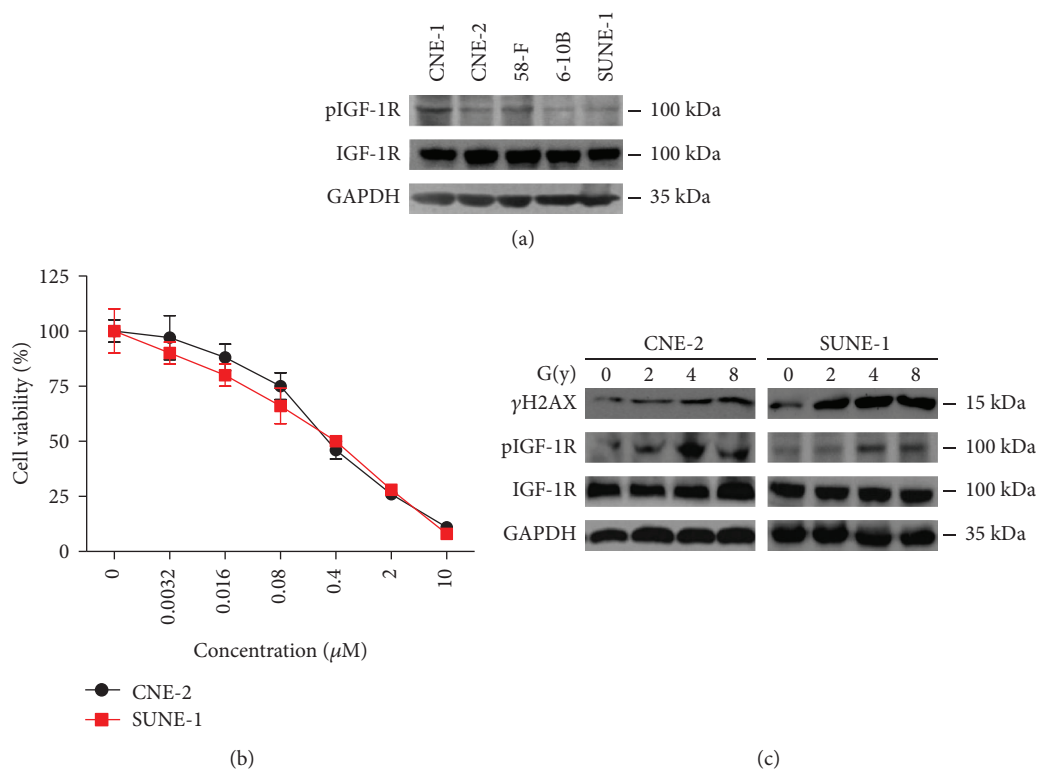 CNE-1 CNE-2 58-F 6-10B SUNE-1
pIGF-1R – 100 kDa
IGF-1R – 100 kDa
GAPDH – 35 kDa
(a)
Cell viability (%)
125
100
75
50
25
0
0 0.0032 0.016 0.08 0.4 2 10
Concentration (μM)
CNE-2
SUNE-1
(b)
CNE-2 SUNE-1
G(y) 0 2 4 8 0 2 4 8
γH2AX – 15 kDa
pIGF-1R – 100 kDa
IGF-1R – 100 kDa
GAPDH – 35 kDa
(c)